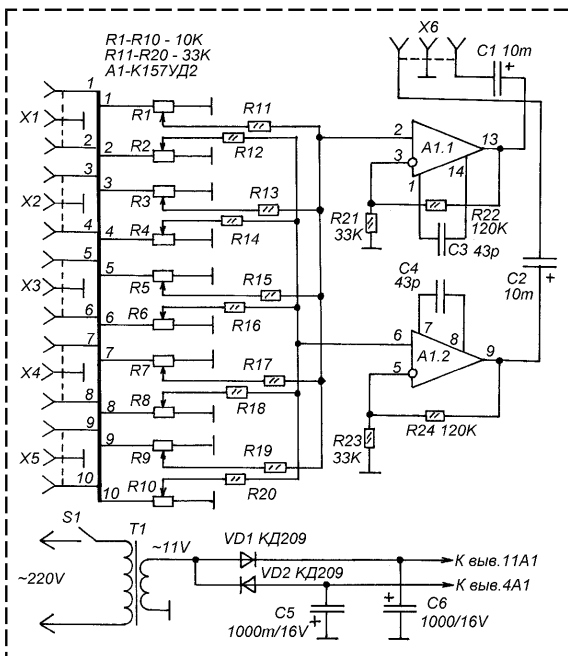 R1-R10 - 10K
R11-R20 - 33K
A1-К157УД2
X6
C1 10m
+
X1
1
2
1
2
R1
R2
R11
R12
2
3
1
14
13
A1.1
X2
3
4
3
4
R3
R4
R13
R14
R21
33K
R22
120K
C3 43p
X3
5
6
5
6
R5
R6
R15
R16
C4
43p
C2
10m
+
7
8
6
5
9
A1.2
X4
7
8
7
8
R7
R8
R17
R18
R23
33K
R24 120K
X5
9
10
9
10
R9
R10
R19
R20
S1
T1
~220V
~11V
VD1 КД209
VD2 КД209
К выв.11А1
К выв.4А1
+
C5
1000m/16V
+
C6
1000/16V